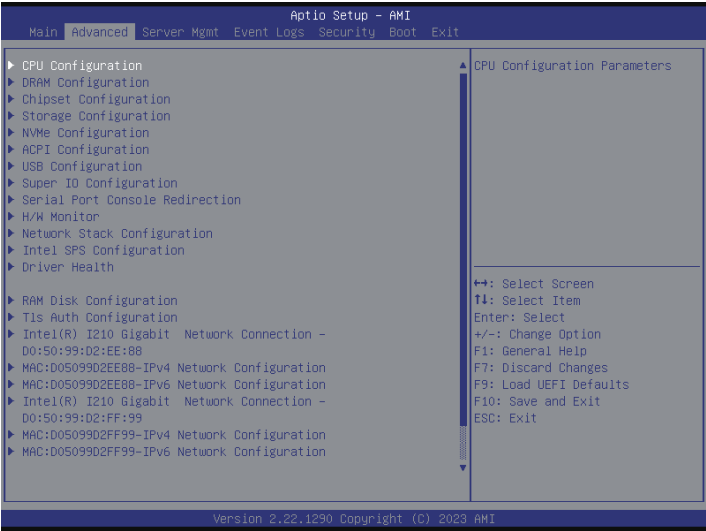 Aptio Setup – AMI
Main Advanced Server Mgmt Event Logs Security Boot Exit
CPU Configuration
DRAM Configuration
Chipset Configuration
Storage Configuration
NVMe Configuration
ACPI Configuration
USB Configuration
Super IO Configuration
Serial Port Console Redirection
H/W Monitor
Network Stack Configuration
Intel SPS Configuration
Driver Health
RAM Disk Configuration
Tls Auth Configuration
Intel(R) I210 Gigabit  Network Connection –
D0:50:99:D2:EE:88
MAC:D05099D2EE88-IPv4 Network Configuration
MAC:D05099D2EE88-IPv6 Network Configuration
Intel(R) I210 Gigabit  Network Connection –
D0:50:99:D2:FF:99
MAC:D05099D2FF99-IPv4 Network Configuration
MAC:D05099D2FF99-IPv6 Network Configuration
CPU Configuration Parameters
↔: Select Screen
↑↓: Select Item
Enter: Select
+/-: Change Option
F1: General Help
F7: Discard Changes
F9: Load UEFI Defaults
F10: Save and Exit
ESC: Exit
Version 2.22.1290 Copyright (C) 2023 AMI